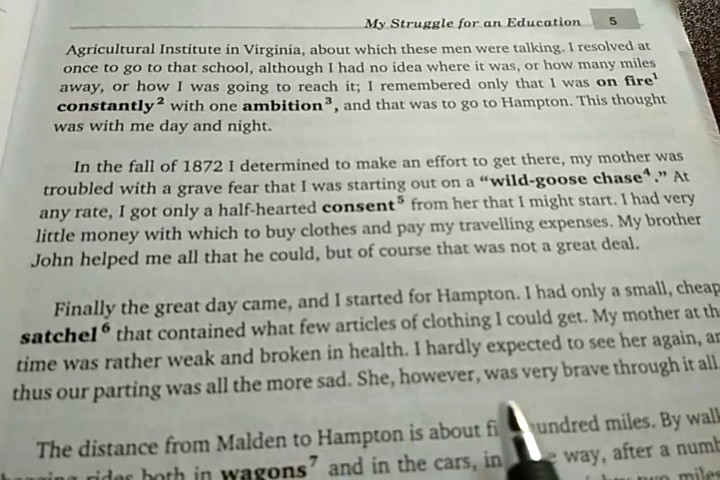 My Struggle for an Education 5
Agricultural Institute in Virginia, about which these men were talking. I resolved at
once to go to that school, although I had no idea where it was, or how many miles
away, or how I was going to reach it; I remembered only that I was on fire¹
constantly² with one ambition³, and that was to go to Hampton. This thought
was with me day and night.
In the fall of 1872 I determined to make an effort to get there, my mother was
troubled with a grave fear that I was starting out on a “wild-goose chase⁴.” At
any rate, I got only a half-hearted consent⁵ from her that I might start. I had very
little money with which to buy clothes and pay my travelling expenses. My brother
John helped me all that he could, but of course that was not a great deal.
Finally the great day came, and I started for Hampton. I had only a small, cheap
satchel⁶ that contained what few articles of clothing I could get. My mother at th
time was rather weak and broken in health. I hardly expected to see her again, an
thus our parting was all the more sad. She, however, was very brave through it all.
The distance from Malden to Hampton is about fi undred miles. By walk
rides both in wagons⁷ and in the cars, in way, after a numb
two miles